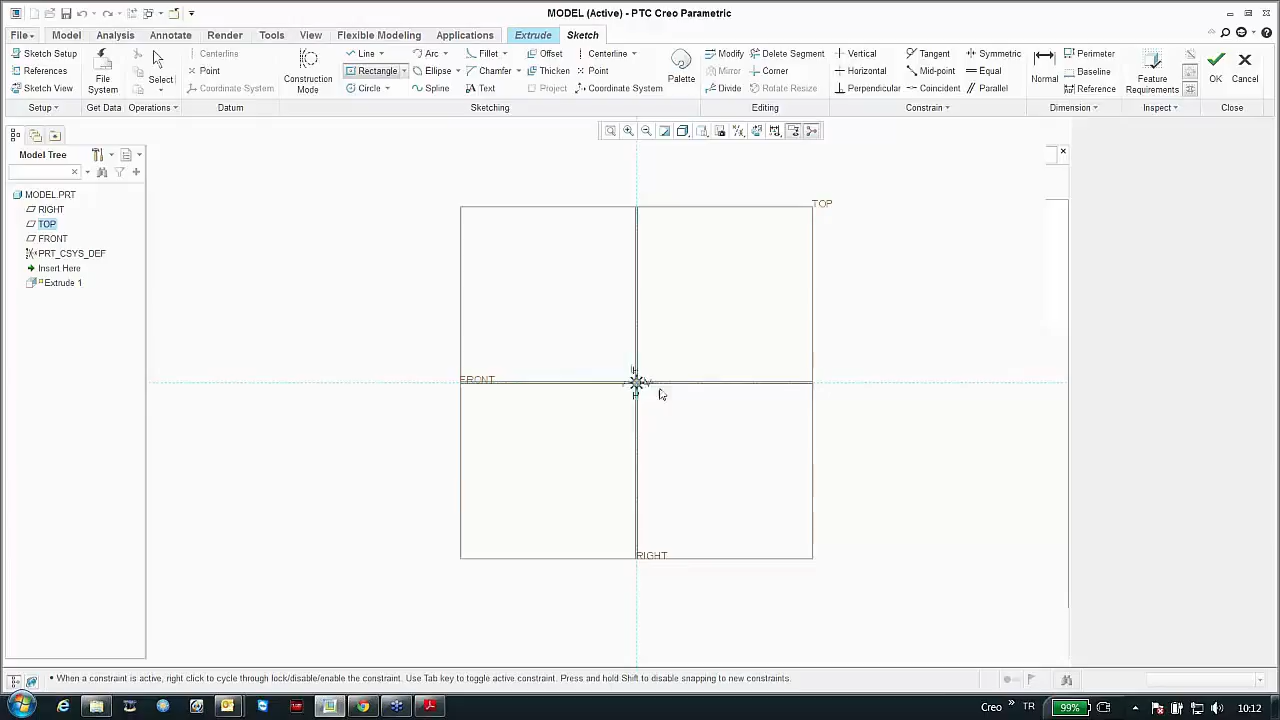 MODEL (Active) - PTC Creo Parametric
File Model Analysis Annotate Render Tools View Flexible Modeling Applications Extrude Sketch
Sketch Setup
References
Sketch View
Setup
File System
Get Data
Select
Operations
Centerline
Point
Coordinate System
Datum
Construction Mode
Line Arc Fillet Offset Centerline
Rectangle Ellipse Chamfer Thicken Point
Circle Spline Text Project Coordinate System
Palette
Sketching
Modify Delete Segment
Mirror Corner
Divide Rotate Resize
Editing
Vertical Tangent Symmetric
Horizontal Mid-point Equal
Perpendicular Coincident Parallel
Constrain
Normal
Perimeter
Baseline
Reference
Dimension
Feature Requirements
Inspect
OK
Cancel
Close
Model Tree
MODEL.PRT
RIGHT
TOP
FRONT
PRT_CSYS_DEF
Insert Here
Extrude 1
TOP
FRONT
RIGHT
When a constraint is active, right click to cycle through lock/disable/enable the constraint. Use Tab key to toggle active constraint. Press and hold Shift to disable snapping to new constraints.
Creo TR 99% 10:12